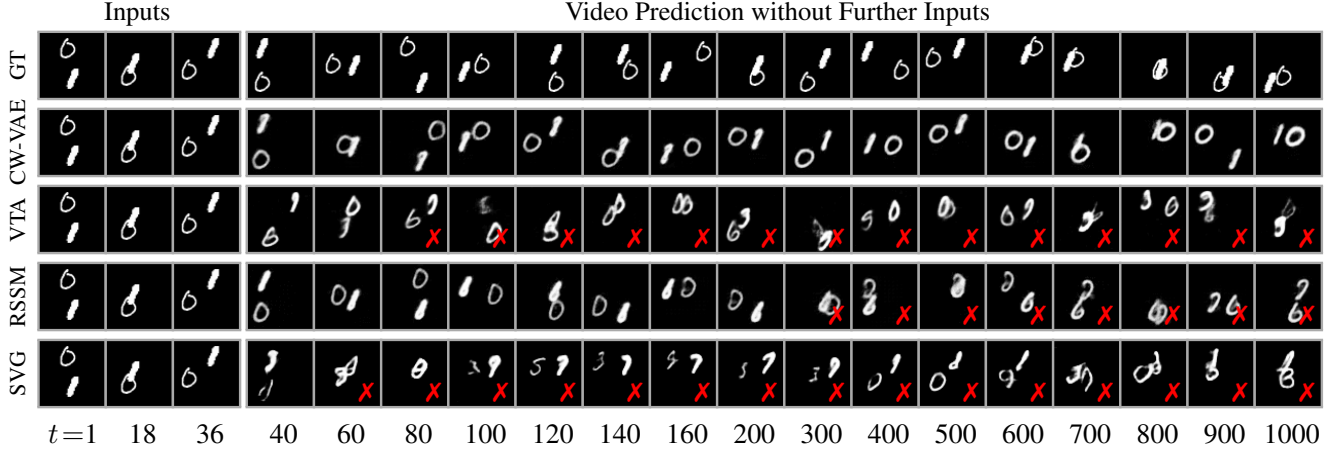 Inputs
Video Prediction without Further Inputs
GT
CW-VAE
VTA
RSSM
SVG
t=1 18 36 40 60 80 100 120 140 160 200 300 400 500 600 700 800 900 1000